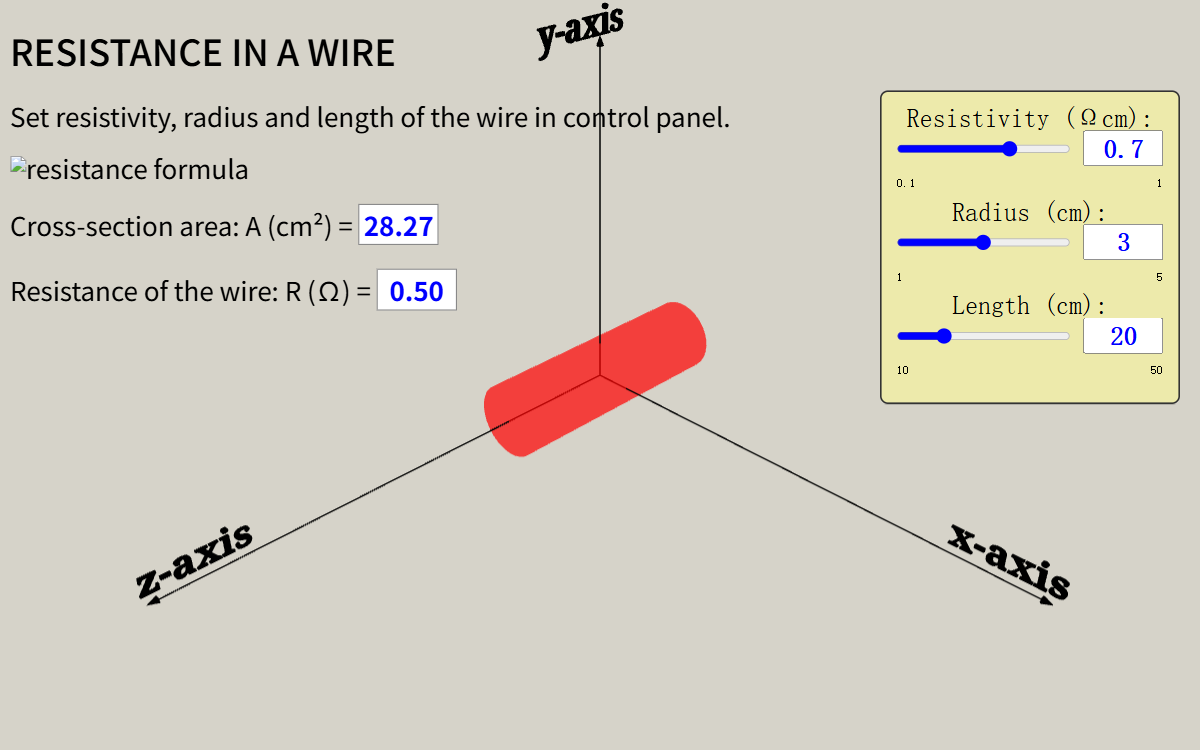 RESISTANCE IN A WIRE
Set resistivity, radius and length of the wire in control panel.
resistance formula
Cross-section area: A (cm²) = 28.27
Resistance of the wire: R (Ω) = 0.50
y-axis
z-axis
x-axis
Resistivity (Ωcm):
0.7
0.1 1
Radius (cm):
3
1 5
Length (cm):
20
10 50